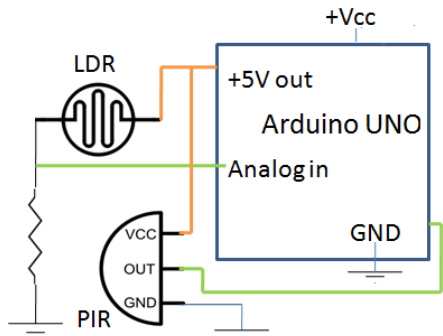 +Vcc
LDR
+5V out
Arduino UNO
Analog in
VCC
GND
OUT
GND
PIR